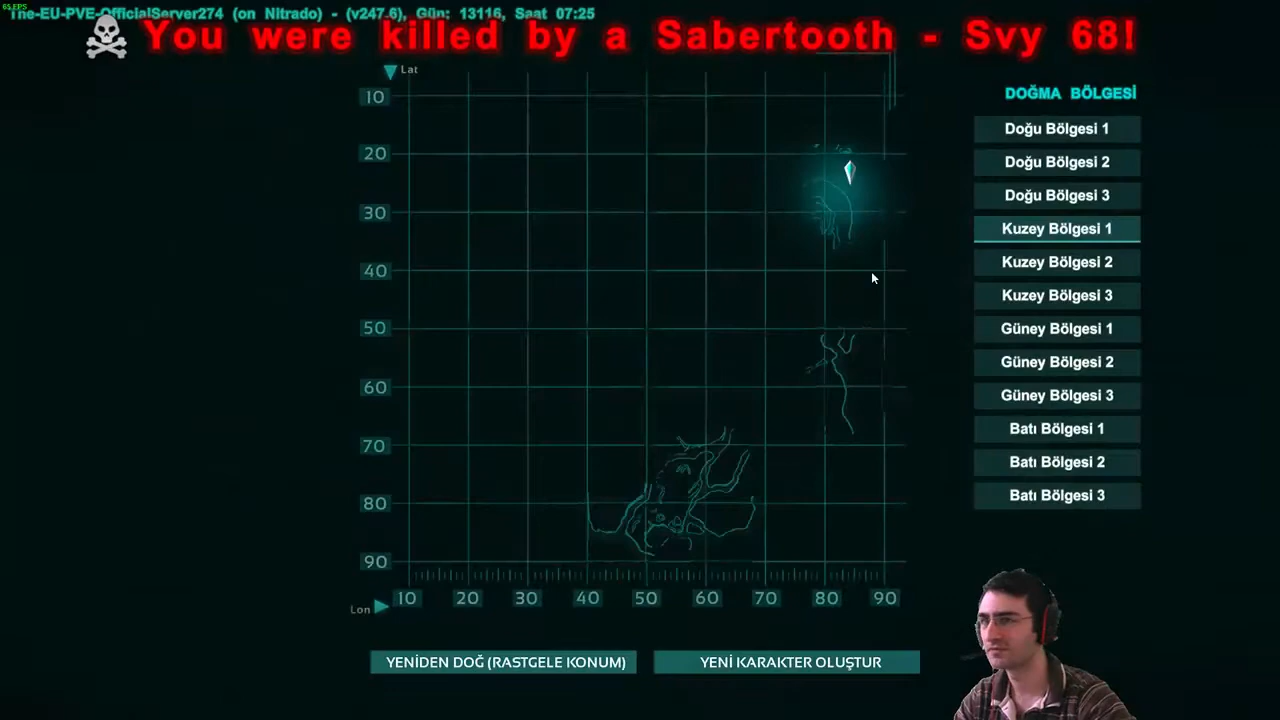 65 FPS
The-EU-PVE-OfficialServer274 (on Nitrado) - (v247.6), Gün: 13116, Saat 07:25
You were killed by a Sabertooth - Svy 68!
Lat
10
20
30
40
50
60
70
80
90
Lon
10 20 30 40 50 60 70 80 90
DOĞMA BÖLGESİ
Doğu Bölgesi 1
Doğu Bölgesi 2
Doğu Bölgesi 3
Kuzey Bölgesi 1
Kuzey Bölgesi 2
Kuzey Bölgesi 3
Güney Bölgesi 1
Güney Bölgesi 2
Güney Bölgesi 3
Batı Bölgesi 1
Batı Bölgesi 2
Batı Bölgesi 3
YENİDEN DOĞ (RASTGELE KONUM)
YENİ KARAKTER OLUŞTUR